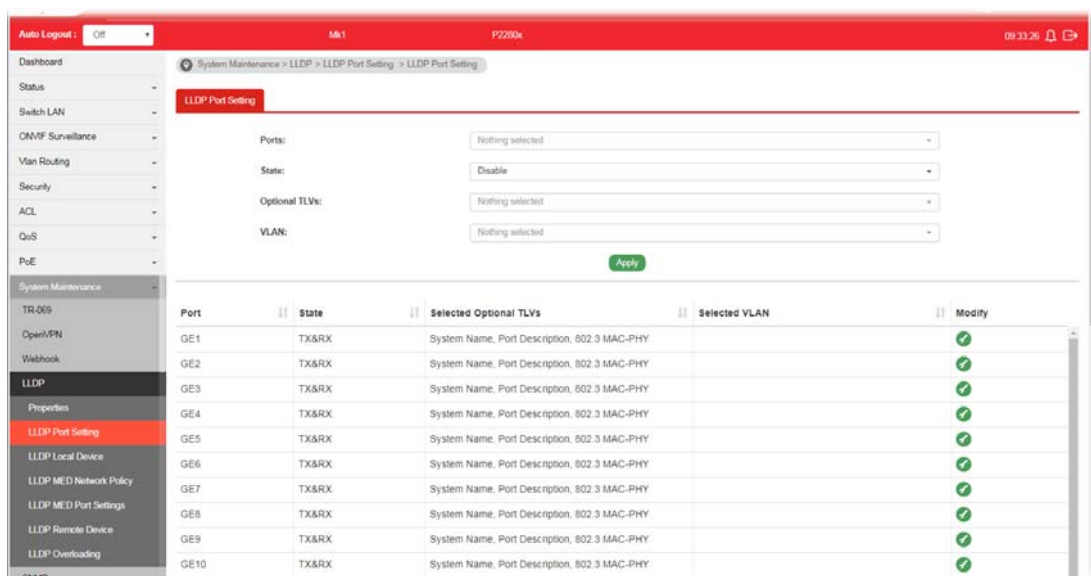 Auto Logout : Off Mk1 P2280x 09:33:26
Dashboard
Status
Switch LAN
ONVIF Surveillance
Vlan Routing
Security
ACL
QoS
PoE
System Maintenance
TR-069
OpenVPN
Webhook
LLDP
Properties
LLDP Port Setting
LLDP Local Device
LLDP MED Network Policy
LLDP MED Port Settings
LLDP Remote Device
LLDP Overloading
System Maintenance > LLDP > LLDP Port Setting > LLDP Port Setting
LLDP Port Setting
Ports: Nothing selected
State: Disable
Optional TLVs: Nothing selected
VLAN: Nothing selected
Apply
Port State Selected Optional TLVs Selected VLAN Modify
GE1 TX&RX System Name, Port Description, 802.3 MAC-PHY
GE2 TX&RX System Name, Port Description, 802.3 MAC-PHY
GE3 TX&RX System Name, Port Description, 802.3 MAC-PHY
GE4 TX&RX System Name, Port Description, 802.3 MAC-PHY
GE5 TX&RX System Name, Port Description, 802.3 MAC-PHY
GE6 TX&RX System Name, Port Description, 802.3 MAC-PHY
GE7 TX&RX System Name, Port Description, 802.3 MAC-PHY
GE8 TX&RX System Name, Port Description, 802.3 MAC-PHY
GE9 TX&RX System Name, Port Description, 802.3 MAC-PHY
GE10 TX&RX System Name, Port Description, 802.3 MAC-PHY